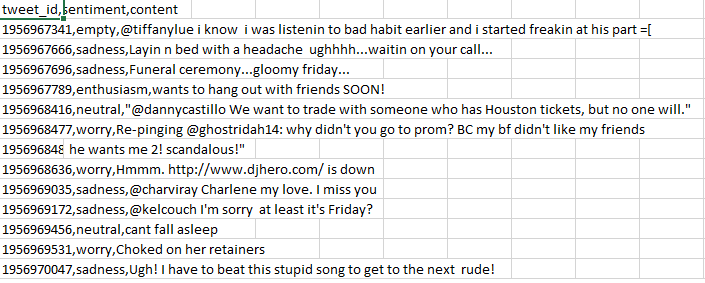 tweet_id,sentiment,content
1956967341,empty,@tiffanylue i know  i was listenin to bad habit earlier and i started freakin at his part =[
1956967666,sadness,Layin n bed with a headache  ughhhh...waitin on your call...
1956967696,sadness,Funeral ceremony...gloomy friday...
1956967789,enthusiasm,wants to hang out with friends SOON!
1956968416,neutral,"@dannycastillo We want to trade with someone who has Houston tickets, but no one will."
1956968477,worry,Re-pinging @ghostridah14: why didn't you go to prom? BC my bf didn't like my friends
195696848 he wants me 2! scandalous!"
1956968636,worry,Hmmm. http://www.djhero.com/ is down
1956969035,sadness,@charviray Charlene my love. I miss you
1956969172,sadness,@kelcouch I'm sorry  at least it's Friday?
1956969456,neutral,cant fall asleep
1956969531,worry,Choked on her retainers
1956970047,sadness,Ugh! I have to beat this stupid song to get to the next  rude!